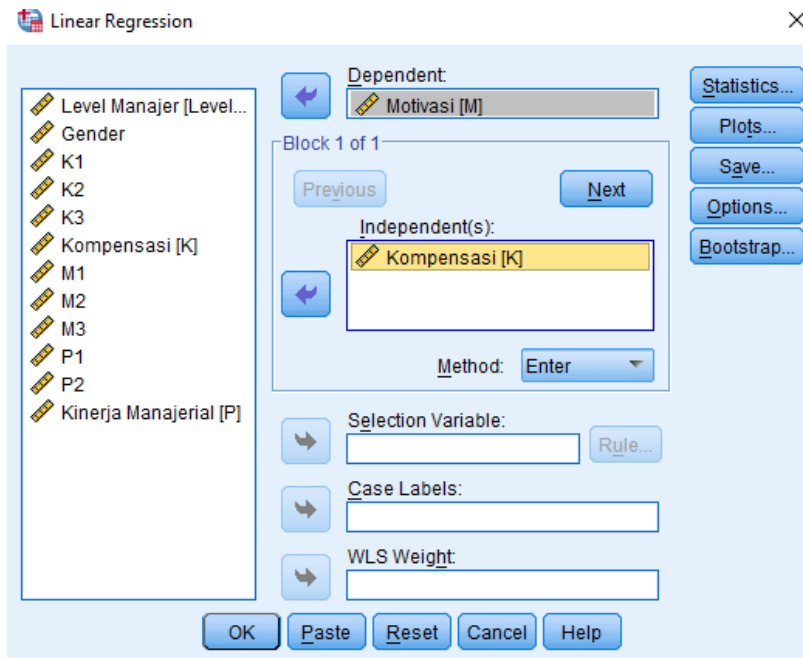 Linear Regression
Level Manajer [Level...
Gender
K1
K2
K3
Kompensasi [K]
M1
M2
M3
P1
P2
Kinerja Manajerial [P]
Dependent:
Motivasi [M]
Block 1 of 1
Previous
Next
Independent(s):
Kompensasi [K]
Method: Enter
Selection Variable:
Rule...
Case Labels:
WLS Weight:
Statistics...
Plots...
Save...
Options...
Bootstrap...
OK Paste Reset Cancel Help